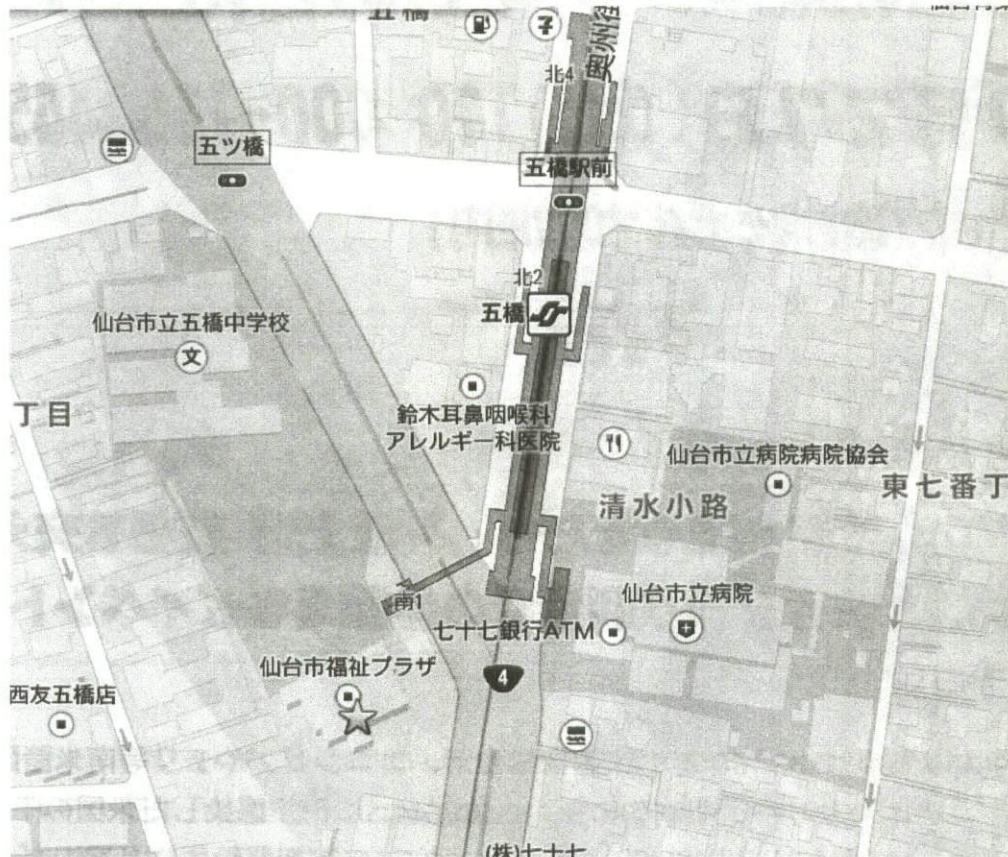 五橋
奥州街
北4
五ツ橋
五橋駅前
北2
五橋
仙台市立五橋中学校
文
丁目
鈴木耳鼻咽喉科
アレルギー科医院
仙台市立病院病院協会
東七番丁
清水小路
南1
仙台市立病院
七十七銀行ATM
仙台市福祉プラザ
4
西友五橋店
(株)七十七